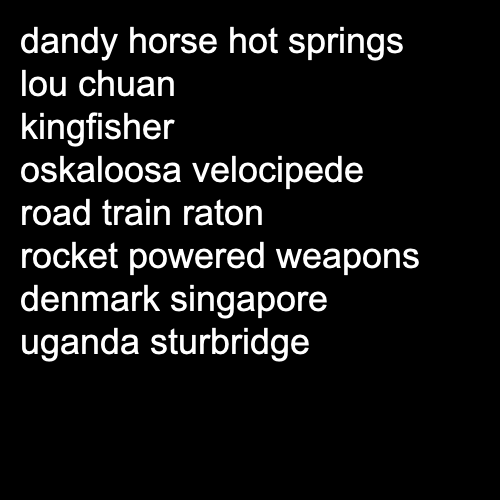 dandy horse hot springs
lou chuan
kingfisher
oskaloosa velocipede
road train raton
rocket powered weapons
denmark singapore
uganda sturbridge